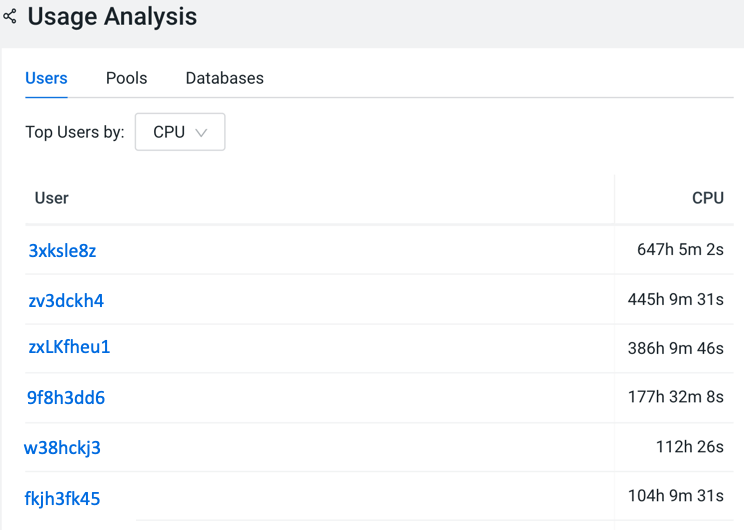 Usage Analysis
Users Pools Databases
Top Users by: CPU
User CPU
3xksle8z 647h 5m 2s
zv3dckh4 445h 9m 31s
zxLKfheu1 386h 9m 46s
9f8h3dd6 177h 32m 8s
w38hckj3 112h 26s
fkjh3fk45 104h 9m 31s